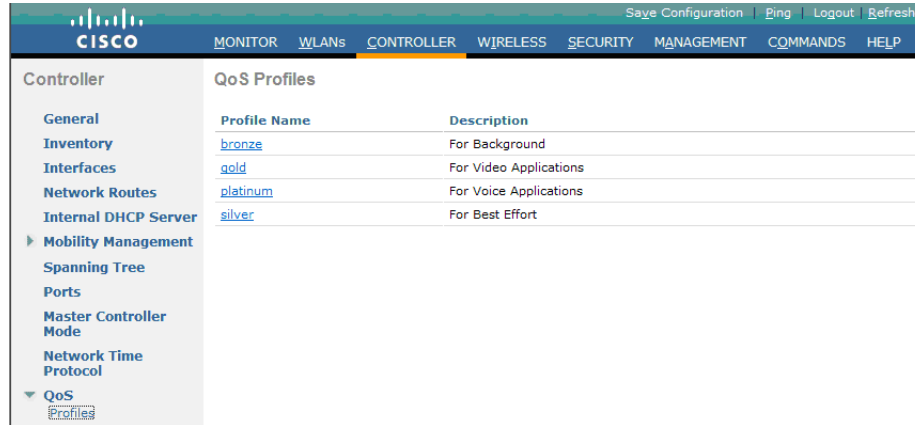 Save Configuration | Ping | Logout | Refresh
CISCO
MONITOR WLANs CONTROLLER WIRELESS SECURITY MANAGEMENT COMMANDS HELP
Controller
General
Inventory
Interfaces
Network Routes
Internal DHCP Server
Mobility Management
Spanning Tree
Ports
Master Controller
Mode
Network Time
Protocol
QoS
Profiles
QoS Profiles
Profile Name Description
bronze For Background
gold For Video Applications
platinum For Voice Applications
silver For Best Effort